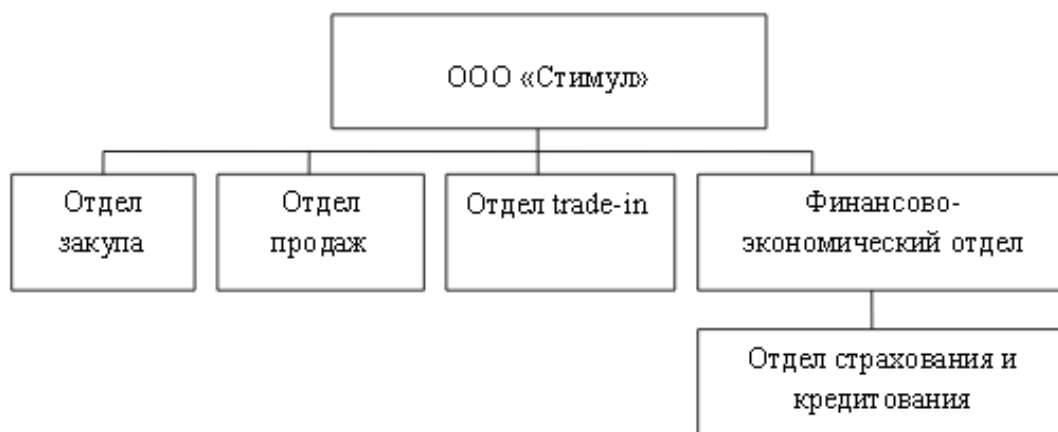 ООО «Стимул»
Отдел
закупа
Отдел
продаж
Отдел trade-in
Финансово-
экономический отдел
Отдел страхования и
кредитования